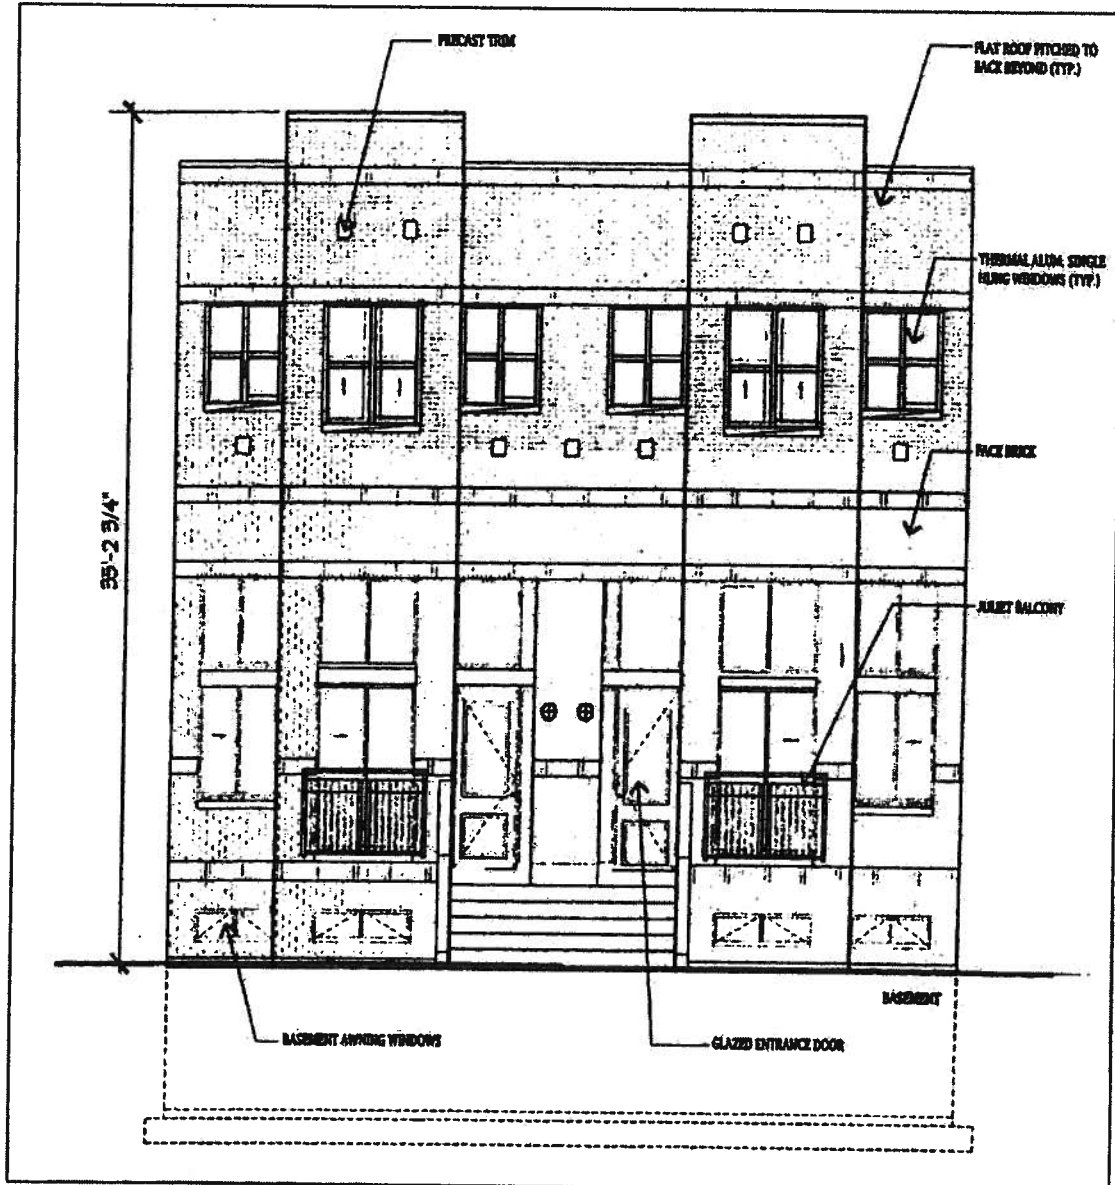 PRECAST TRIM
FLAT ROOF PITCHED TO
BACK BEYOND (TYP.)
THERMAL ALUM. SINGLE
HUNG WINDOWS (TYP.)
FACE BRICK
35'-2 3/4"
JULIET BALCONY
BASEMENT
BASEMENT AWNING WINDOWS
GLAZED ENTRANCE DOOR